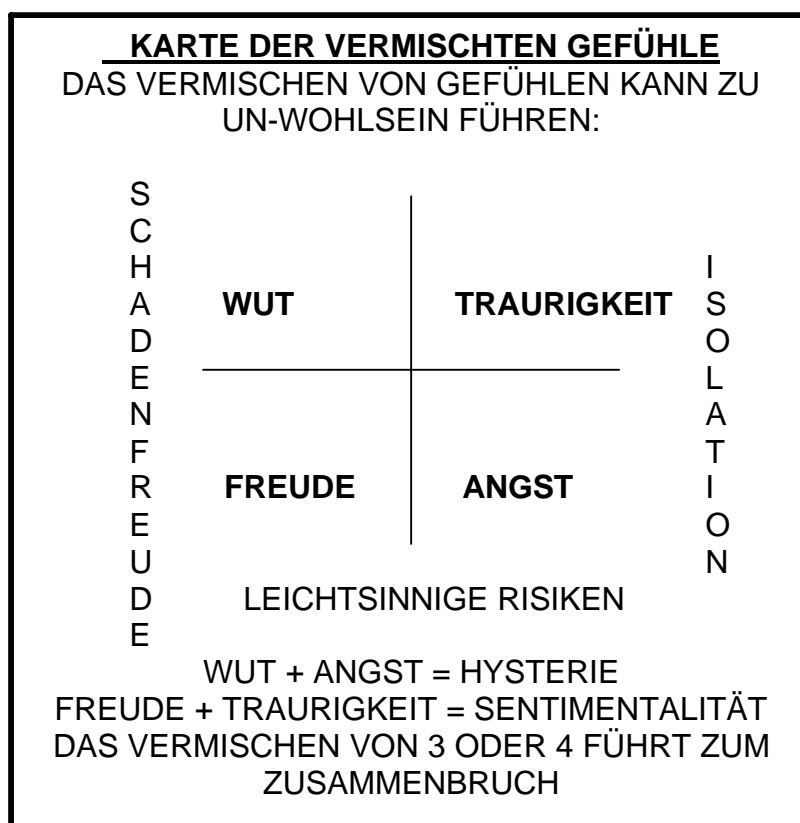 KARTE DER VERMISCHTEN GEFÜHLE
DAS VERMISCHEN VON GEFÜHLEN KANN ZU
UN-WOHLSEIN FÜHREN:
SCHADENFREUDE
WUT
TRAURIGKEIT
ISOLATION
FREUDE
ANGST
LEICHTSINNIGE RISIKEN
WUT + ANGST = HYSTERIE
FREUDE + TRAURIGKEIT = SENTIMENTALITÄT
DAS VERMISCHEN VON 3 ODER 4 FÜHRT ZUM
ZUSAMMENBRUCH